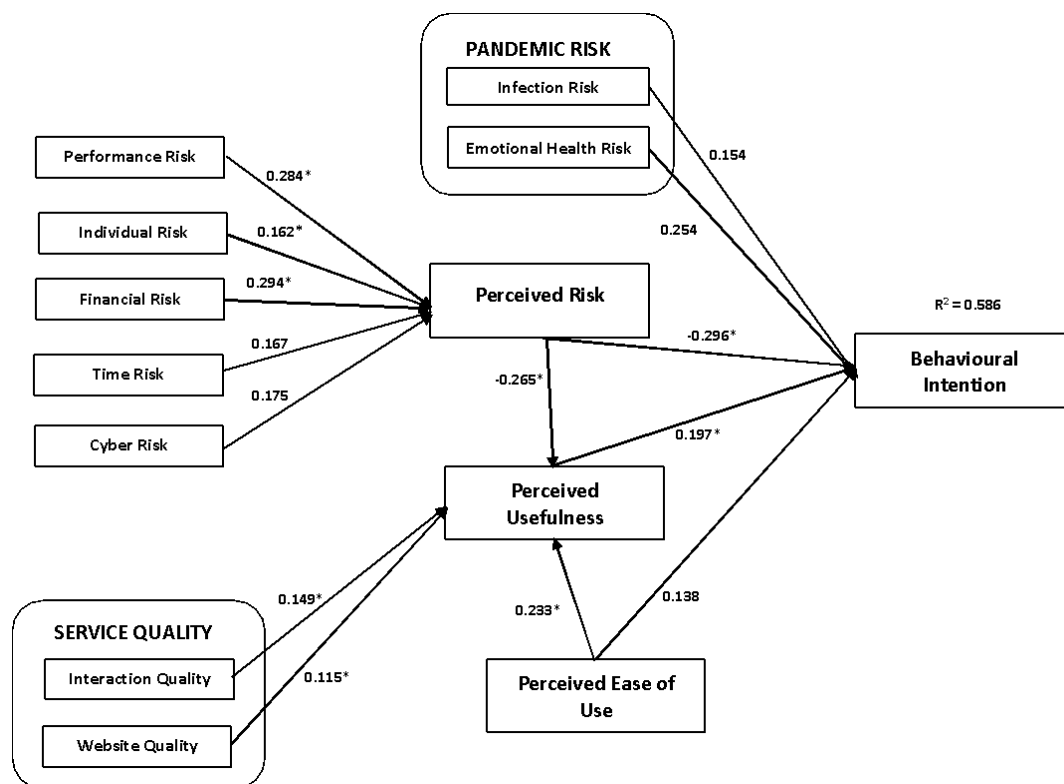 PANDEMIC RISK
Infection Risk
Emotional Health Risk
0.154
0.254
Performance Risk
0.284*
Individual Risk
0.162*
Financial Risk
0.294*
Time Risk
0.167
Cyber Risk
0.175
Perceived Risk
-0.296*
-0.265*
R² = 0.586
Behavioural
Intention
0.197*
Perceived
Usefulness
0.149*
0.115*
0.233*
0.138
SERVICE QUALITY
Interaction Quality
Website Quality
Perceived Ease of
Use